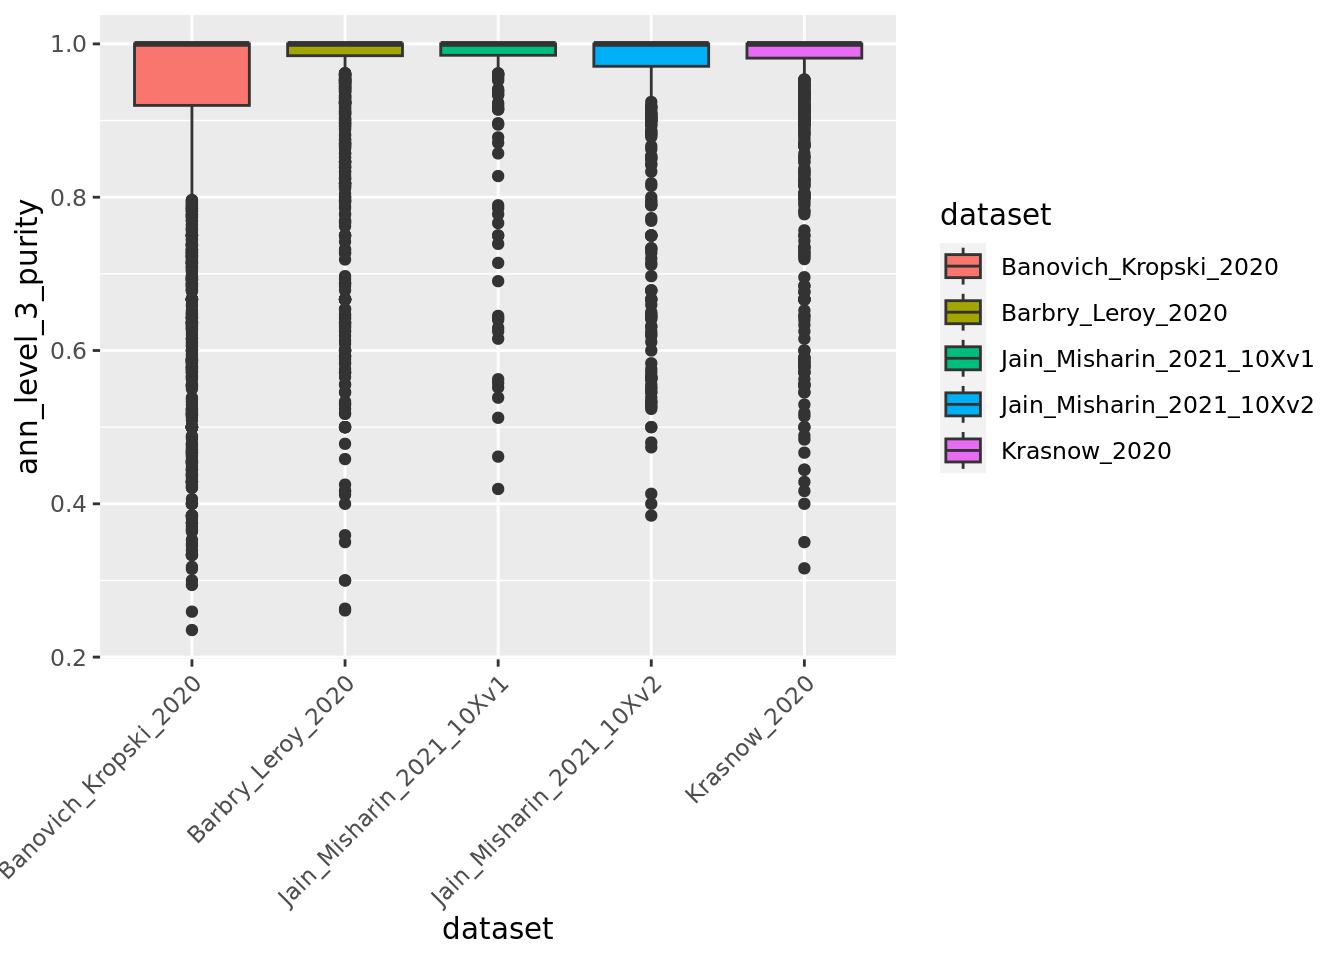 ann_level_3_purity
1.0
0.8
0.6
0.4
0.2
Banovich_Kropski_2020
Barbry_Leroy_2020
Jain_Misharin_2021_10Xv1
Jain_Misharin_2021_10Xv2
Krasnow_2020
dataset
dataset
Banovich_Kropski_2020
Barbry_Leroy_2020
Jain_Misharin_2021_10Xv1
Jain_Misharin_2021_10Xv2
Krasnow_2020